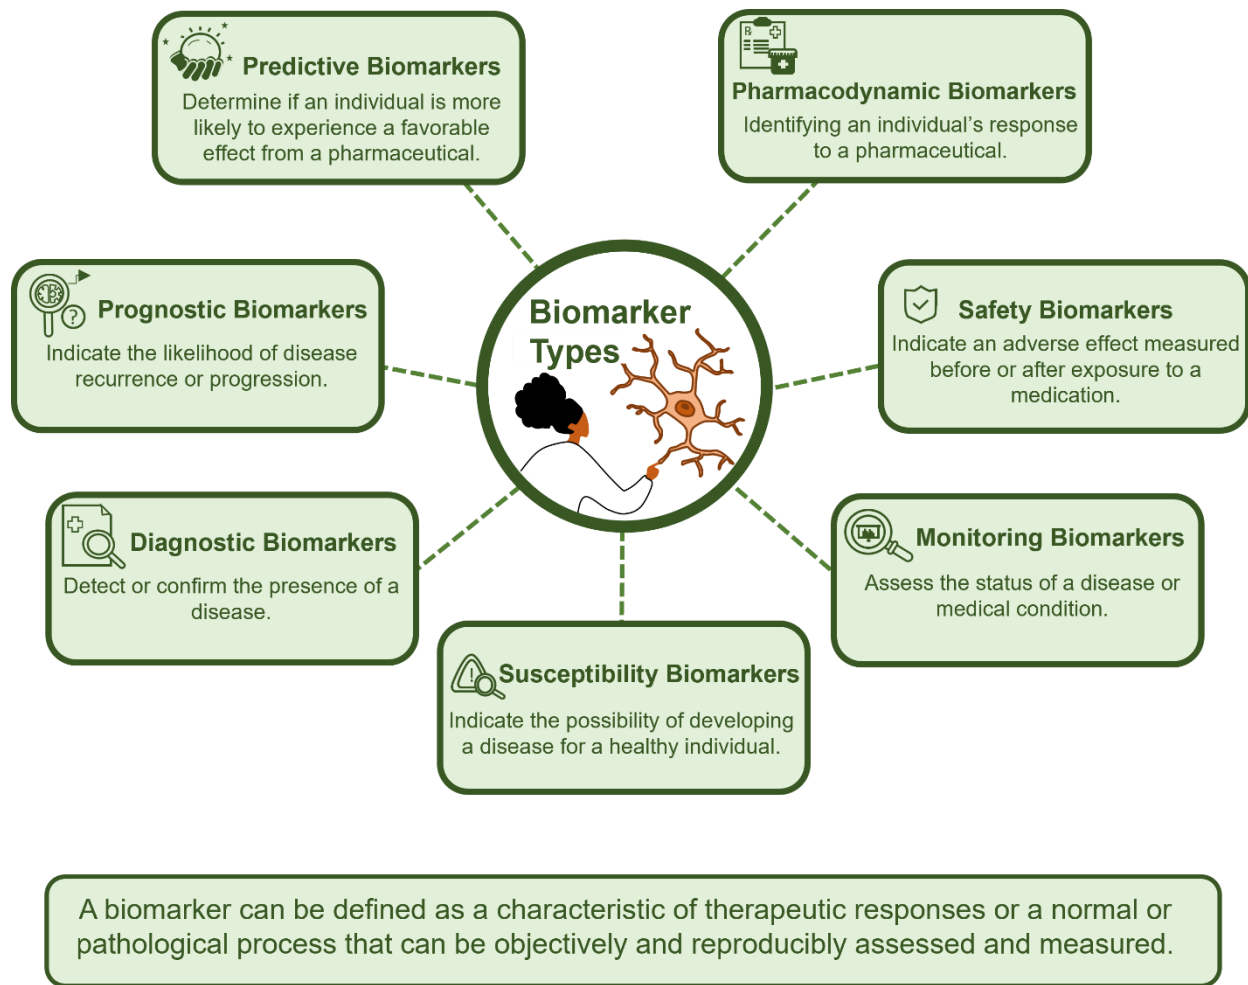 Predictive Biomarkers
Determine if an individual is more
likely to experience a favorable
effect from a pharmaceutical.
Rx
Pharmacodynamic Biomarkers
Identifying an individual’s response
to a pharmaceutical.
Prognostic Biomarkers
?
Indicate the likelihood of disease
recurrence or progression.
Biomarker
Types
Safety Biomarkers
Indicate an adverse effect measured
before or after exposure to a
medication.
Diagnostic Biomarkers
Detect or confirm the presence of a
disease.
Monitoring Biomarkers
Assess the status of a disease or
medical condition.
!
Susceptibility Biomarkers
Indicate the possibility of developing
a disease for a healthy individual.
A biomarker can be defined as a characteristic of therapeutic responses or a normal or
pathological process that can be objectively and reproducibly assessed and measured.